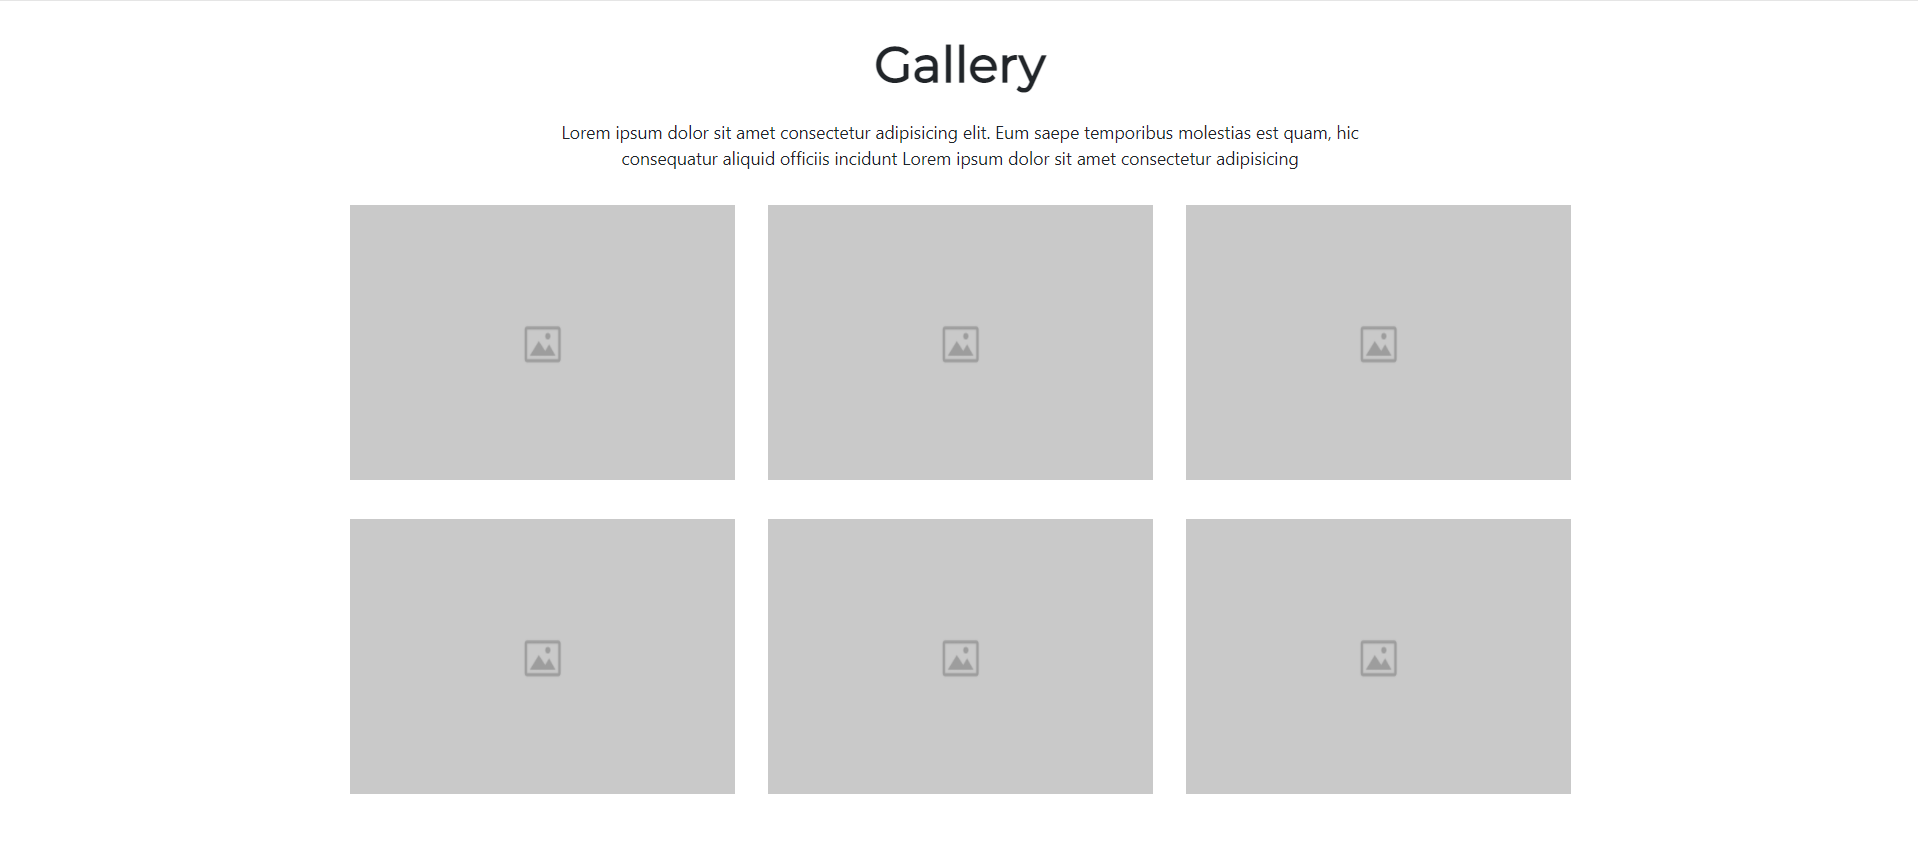 Gallery
Lorem ipsum dolor sit amet consectetur adipisicing elit. Eum saepe temporibus molestias est quam, hic
consequatur aliquid officiis incidunt Lorem ipsum dolor sit amet consectetur adipisicing